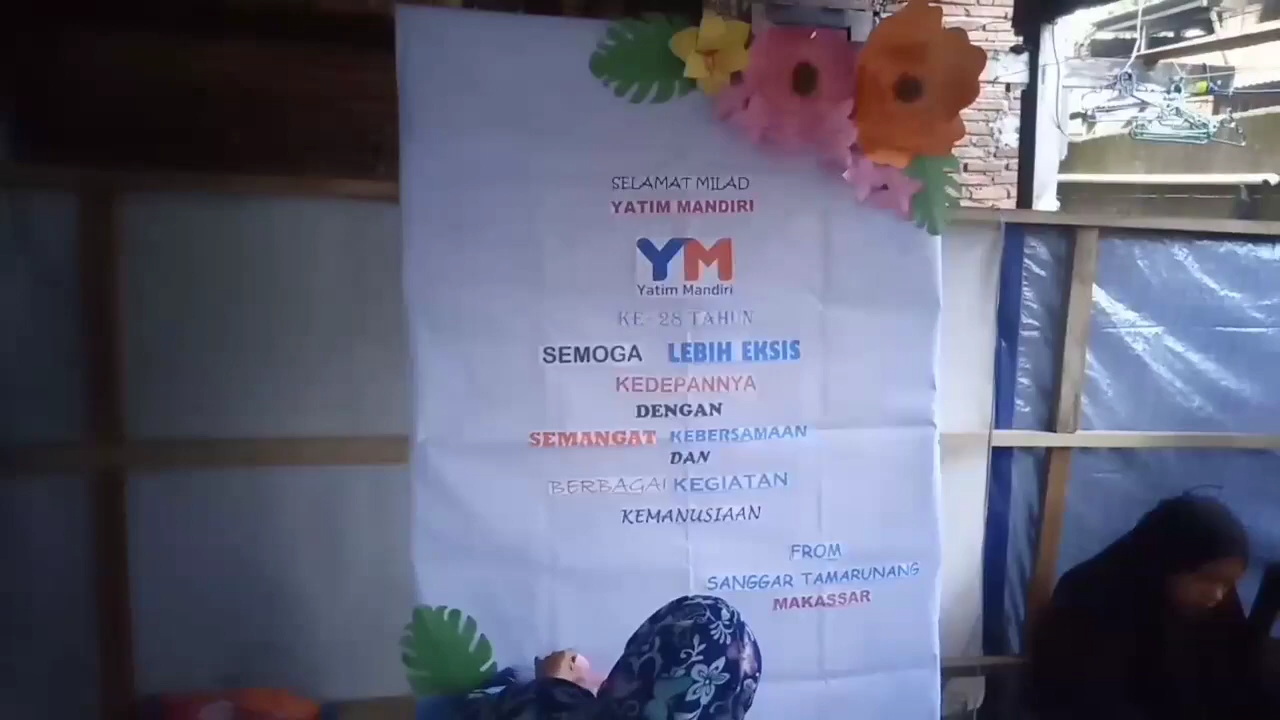 SELAMAT MILAD
YATIM MANDIRI
YM
Yatim Mandiri
KE- 28 TAHUN
SEMOGA LEBIH EKSIS
KEDEPANNYA
DENGAN
SEMANGAT KEBERSAMAAN
DAN
BERBAGAI KEGIATAN
KEMANUSIAAN
FROM
SANGGAR TAMARUNANG
MAKASSAR